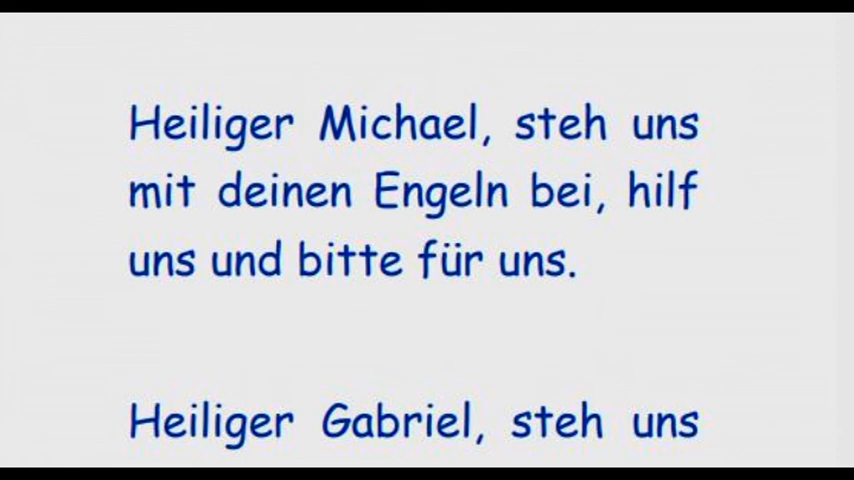 Heiliger Michael, steh uns
mit deinen Engeln bei, hilf
uns und bitte für uns.
Heiliger Gabriel, steh uns